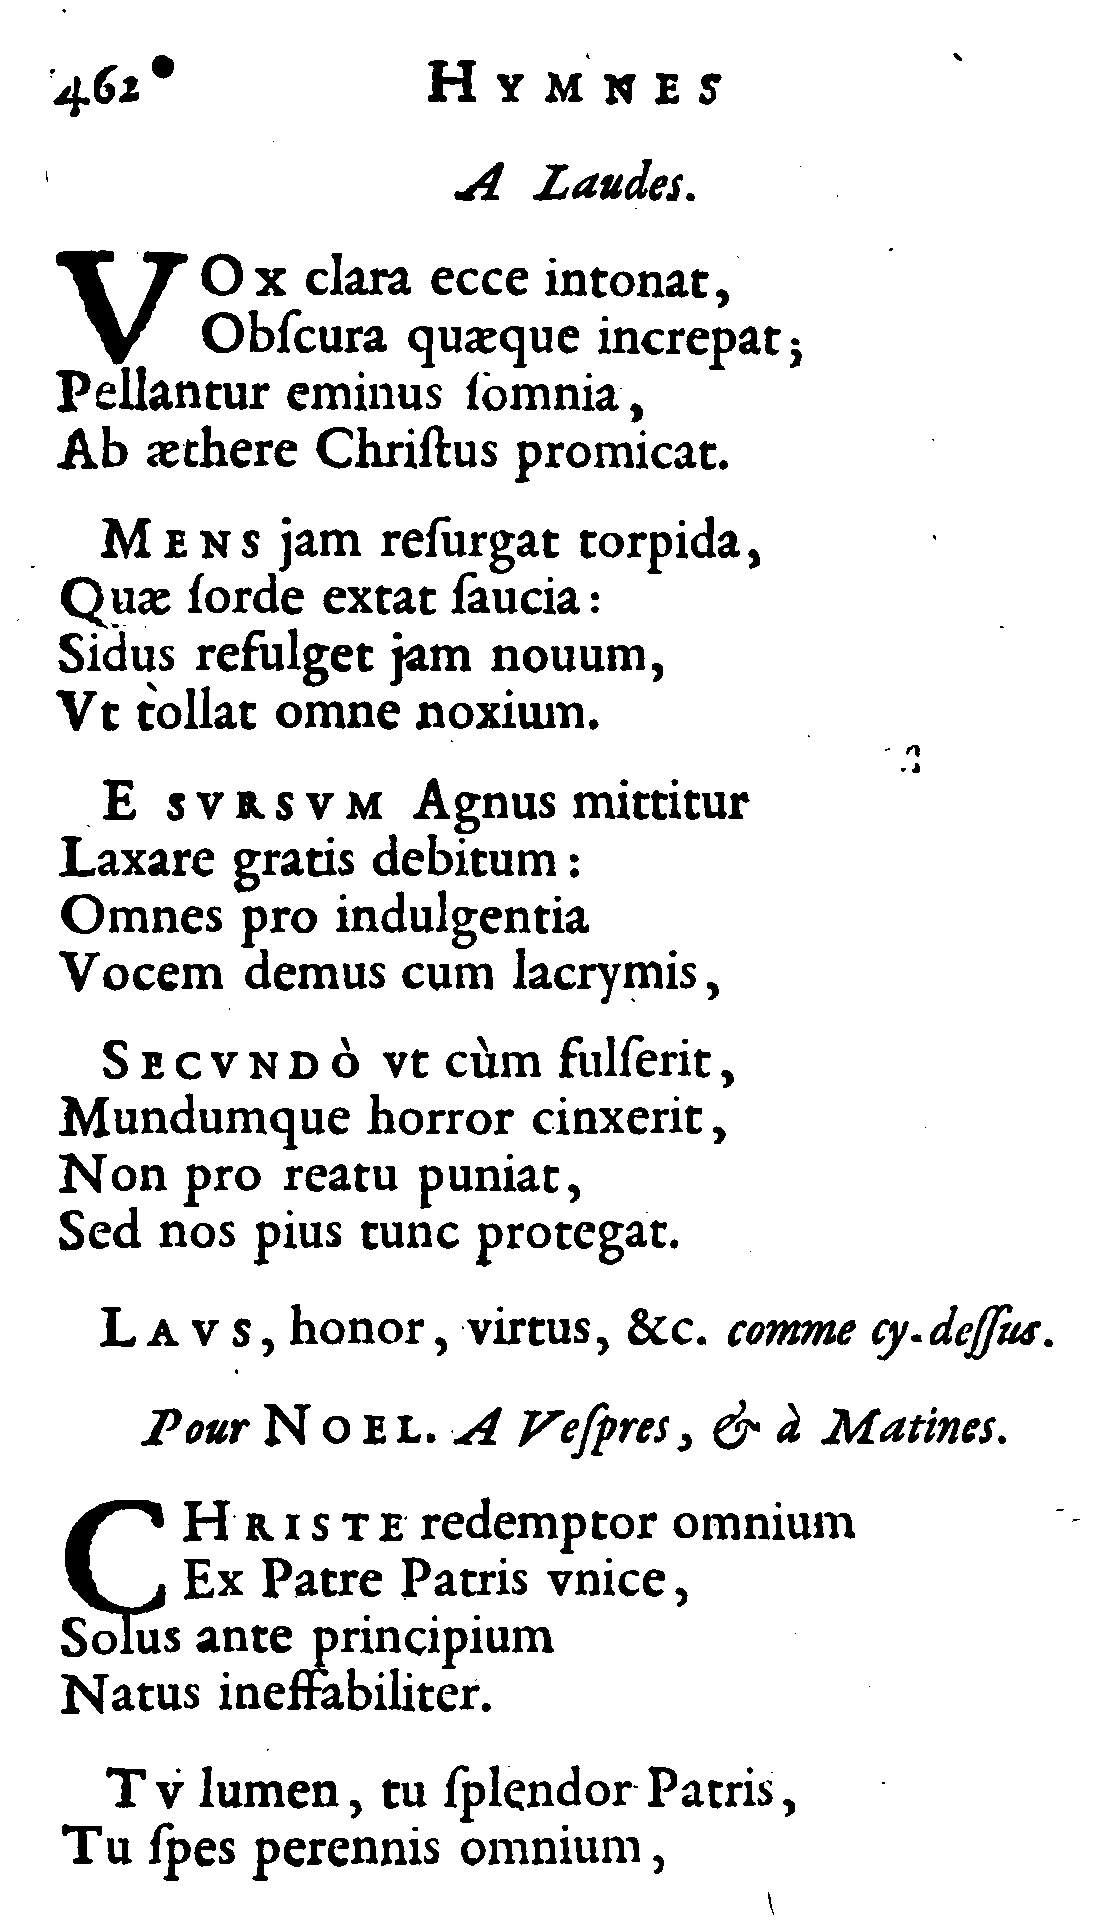 462 HYMNES
A Laudes.
VOx clara ecce intonat,
Obſcura quæque increpat;
Pellantur eminus ſomnia,
Ab æthere Chriſtus promicat.
MENS jam reſurgat torpida,
Quæ ſorde extat ſaucia:
Sidus refulget jam nouum,
Vt tollat omne noxium.
E SVRSVM Agnus mittitur
Laxare gratis debitum:
Omnes pro indulgentia
Vocem demus cum lacrymis,
SECVNDÒ vt cùm fulſerit,
Mundumque horror cinxerit,
Non pro reatu puniat,
Sed nos pius tunc protegat.
LAVS, honor, virtus, &c. comme cy-deſſus.
Pour NOEL. A Veſpres, & à Matines.
CHRISTE redemptor omnium
Ex Patre Patris vnice,
Solus ante principium
Natus ineffabiliter.
TV lumen, tu ſplendor Patris,
Tu ſpes perennis omnium,